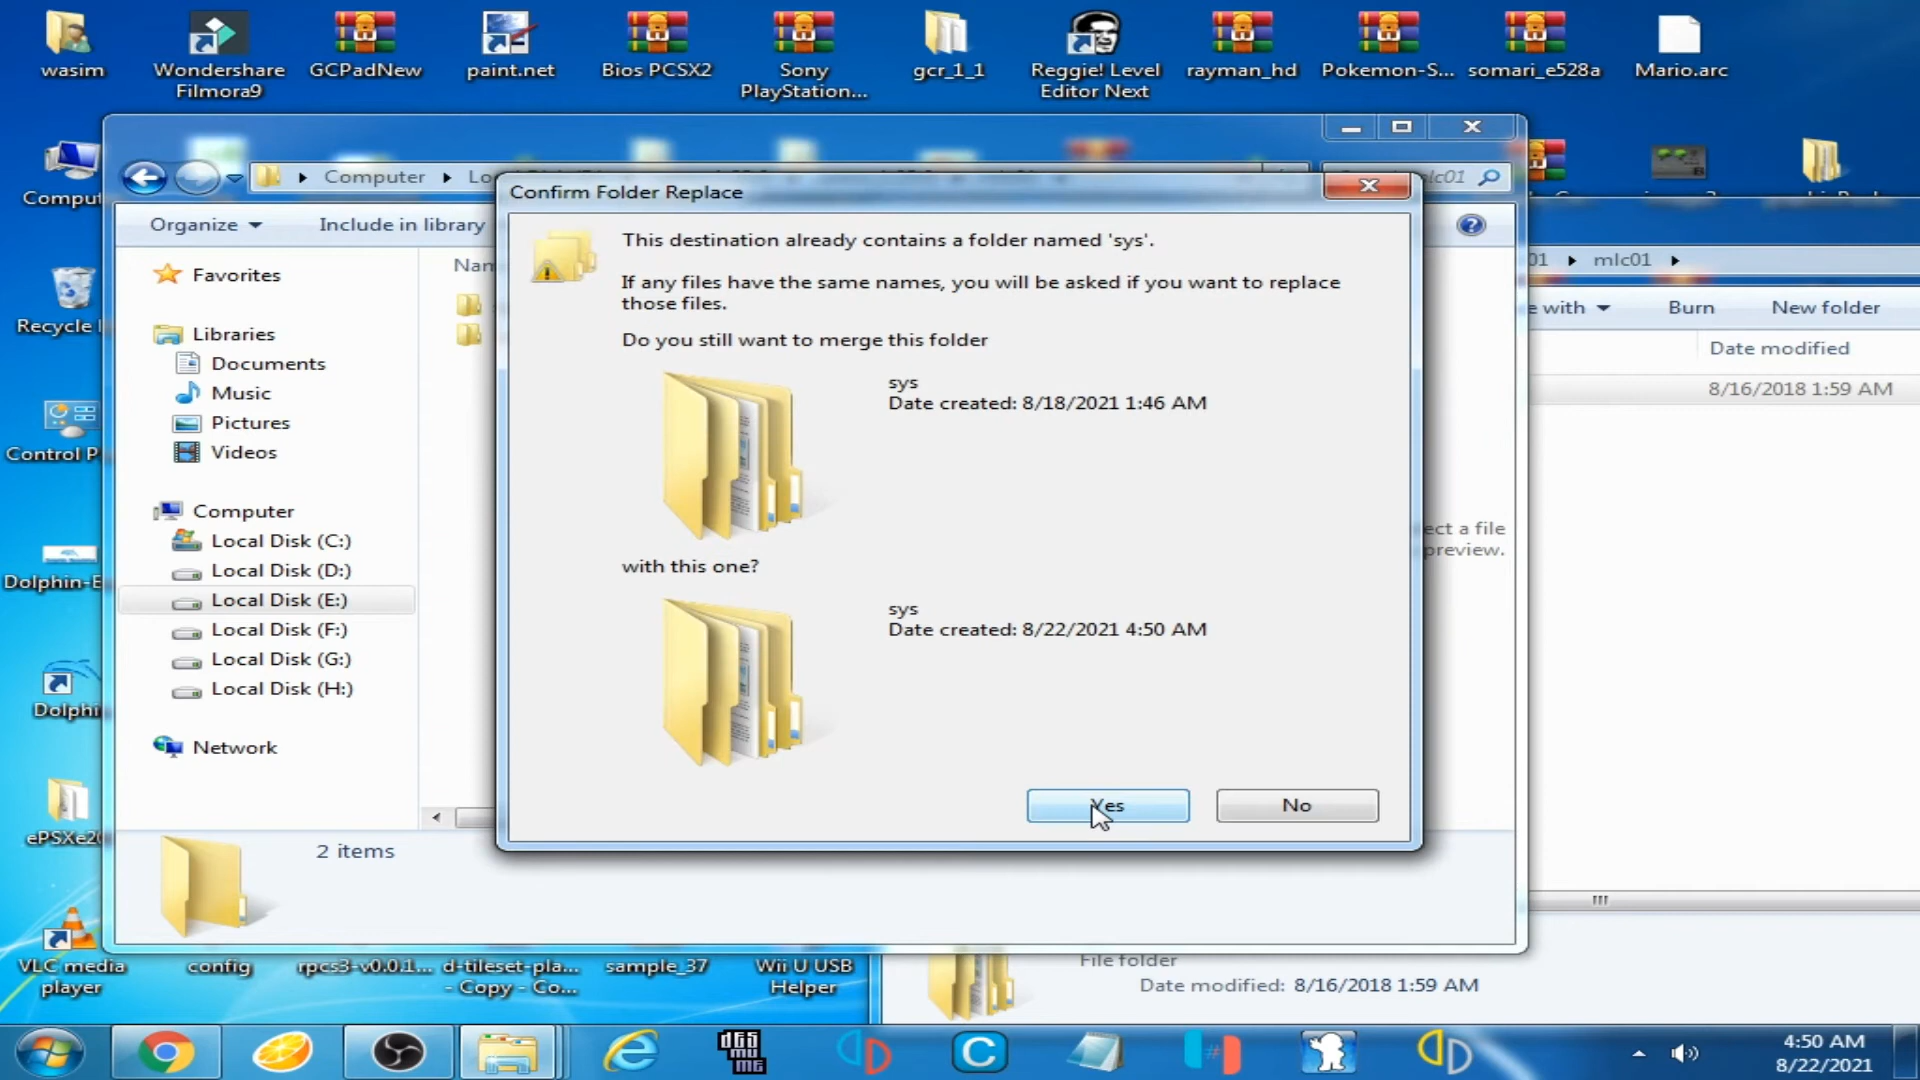 wasim
Wondershare
Filmora9
GCPadNew
paint.net
Bios PCSX2
Sony
PlayStation...
gcr_1_1
Reggie! Level
Editor Next
rayman_hd
Pokemon-S...
somari_e528a
Mario.arc
Comput
Recycle
Control P
Dolphin-E
Dolphi
ePSXe20
VLC media
player
Computer
mlc01
Organize
Include in library
Favorites
Libraries
Documents
Music
Pictures
Videos
Computer
Local Disk (C:)
Local Disk (D:)
Local Disk (E:)
Local Disk (F:)
Local Disk (G:)
Local Disk (H:)
Network
2 items
Confirm Folder Replace
This destination already contains a folder named 'sys'.
If any files have the same names, you will be asked if you want to replace
those files.
Do you still want to merge this folder
sys
Date created: 8/18/2021 1:46 AM
with this one?
sys
Date created: 8/22/2021 4:50 AM
Yes
No
ect a file
preview.
01
mlc01
e with
Burn
New folder
Date modified
8/16/2018 1:59 AM
File folder
Date modified: 8/16/2018 1:59 AM
config
rpcs3-v0.0.1...
d-tileset-pla...
- Copy - Co...
sample_37
Wii U USB
Helper
4:50 AM
8/22/2021